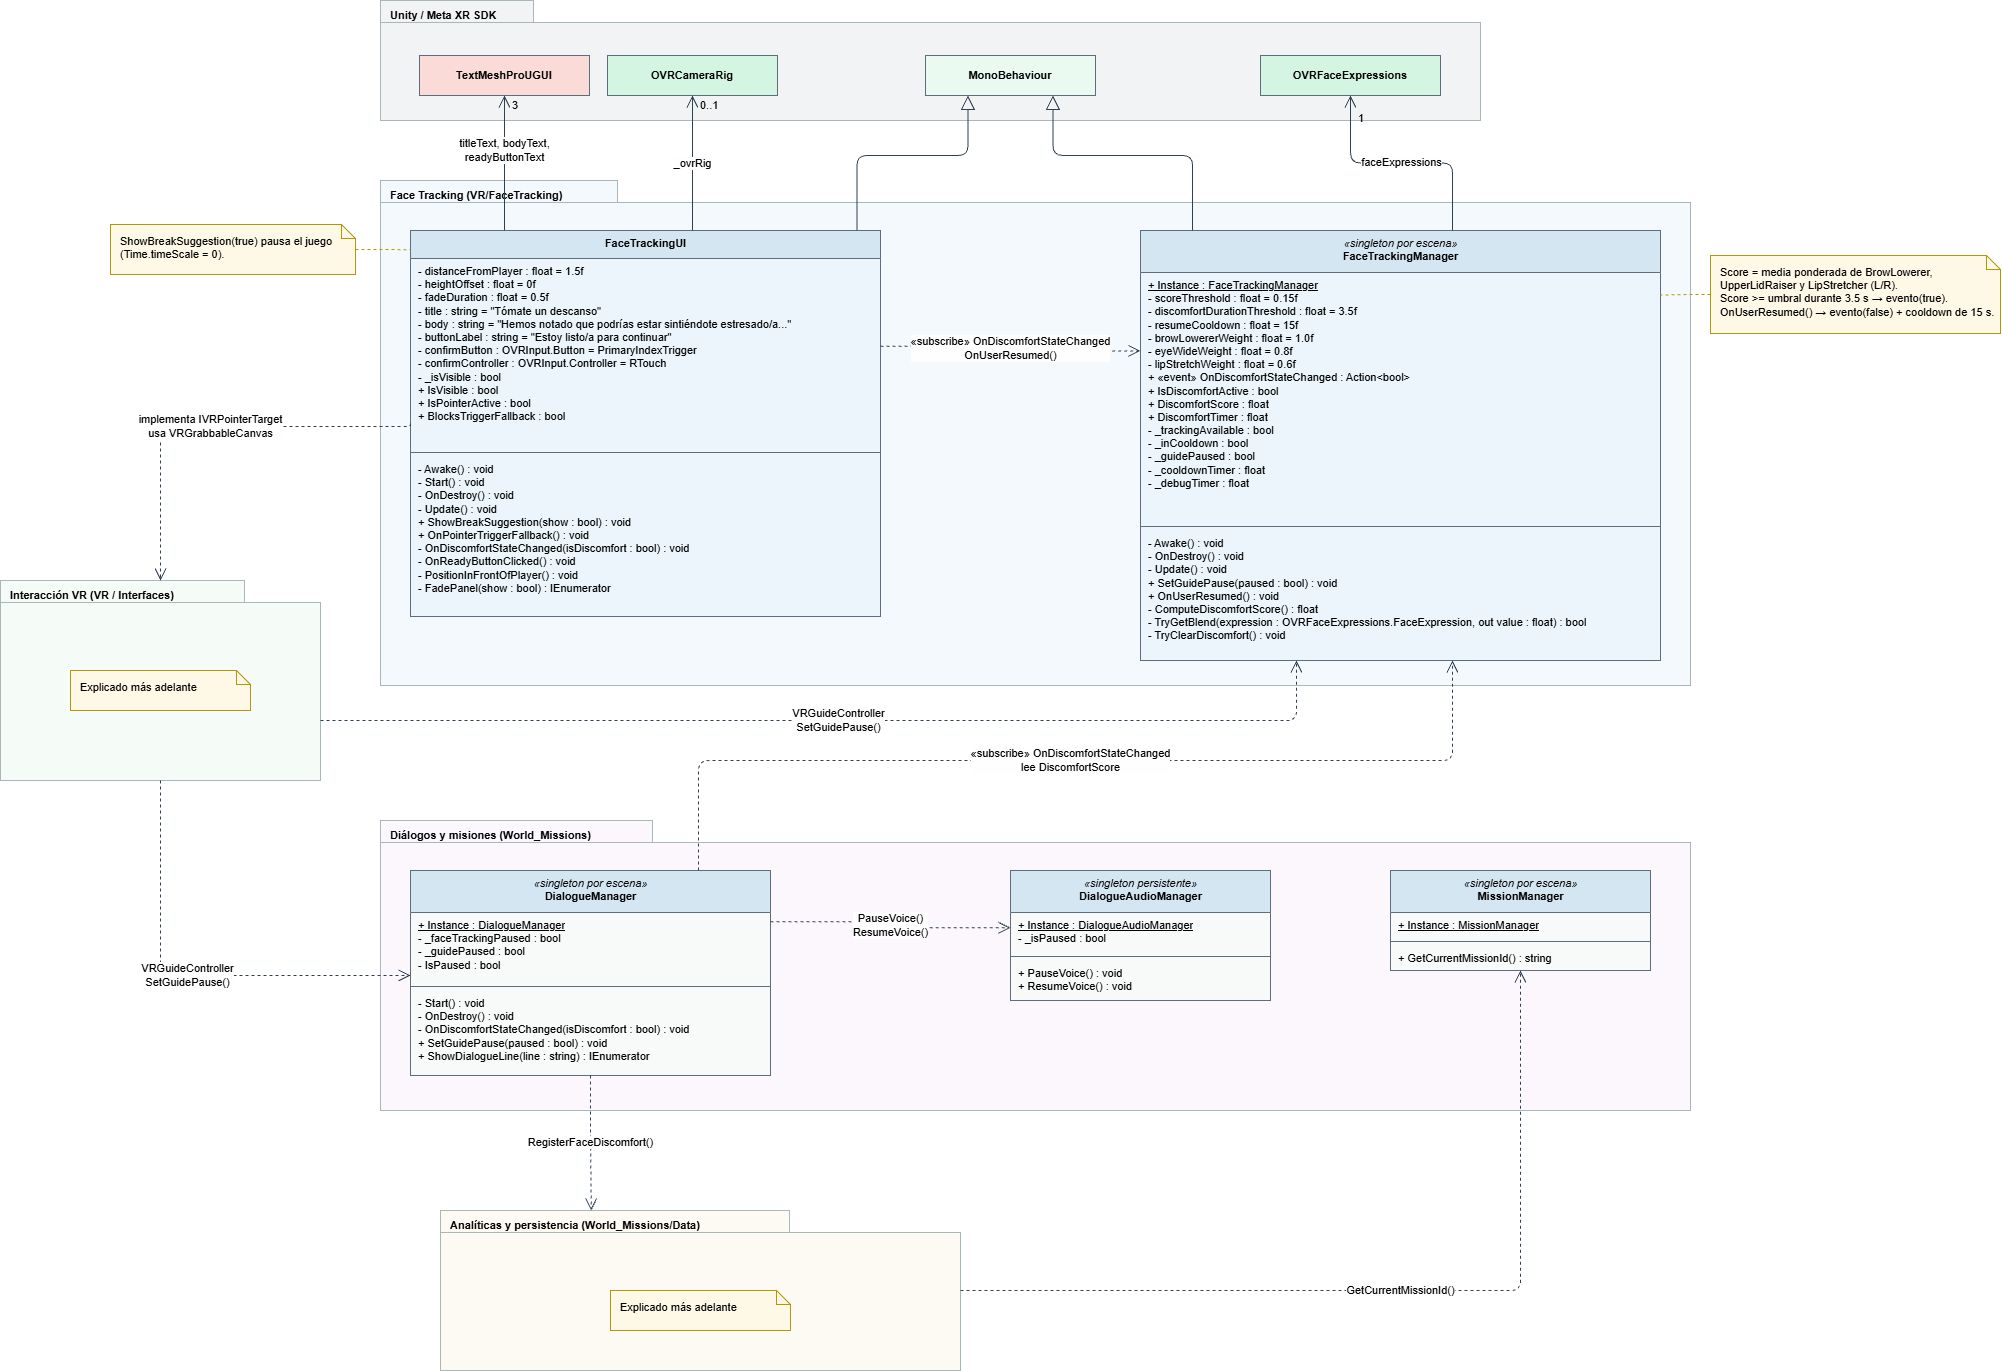 Unity / Meta XR SDK
TextMeshProUGUI
OVRCameraRig
MonoBehaviour
OVRFaceExpressions
3
0..1
1
titleText, bodyText,
readyButtonText
_ovrRig
faceExpressions
Face Tracking (VR/FaceTracking)
ShowBreakSuggestion(true) pausa el juego
(Time.timeScale = 0).
FaceTrackingUI
- distanceFromPlayer : float = 1.5f
- heightOffset : float = 0f
- fadeDuration : float = 0.5f
- title : string = "Tómate un descanso"
- body : string = "Hemos notado que podrías estar sintiéndote estresado/a..."
- buttonLabel : string = "Estoy listo/a para continuar"
- confirmButton : OVRInput.Button = PrimaryIndexTrigger
- confirmController : OVRInput.Controller = RTouch
- _isVisible : bool
+ IsVisible : bool
+ IsPointerActive : bool
+ BlocksTriggerFallback : bool
- Awake() : void
- Start() : void
- OnDestroy() : void
- Update() : void
+ ShowBreakSuggestion(show : bool) : void
+ OnPointerTriggerFallback() : void
- OnDiscomfortStateChanged(isDiscomfort : bool) : void
- OnReadyButtonClicked() : void
- PositionInFrontOfPlayer() : void
- FadePanel(show : bool) : IEnumerator
«subscribe» OnDiscomfortStateChanged
OnUserResumed()
«singleton por escena»
FaceTrackingManager
+ Instance : FaceTrackingManager
- scoreThreshold : float = 0.15f
- discomfortDurationThreshold : float = 3.5f
- resumeCooldown : float = 15f
- browLowererWeight : float = 1.0f
- eyeWideWeight : float = 0.8f
- lipStretchWeight : float = 0.6f
+ «event» OnDiscomfortStateChanged : Action<bool>
+ IsDiscomfortActive : bool
+ DiscomfortScore : float
+ DiscomfortTimer : float
- _trackingAvailable : bool
- _inCooldown : bool
- _guidePaused : bool
- _cooldownTimer : float
- _debugTimer : float
- Awake() : void
- OnDestroy() : void
- Update() : void
+ SetGuidePause(paused : bool) : void
+ OnUserResumed() : void
- ComputeDiscomfortScore() : float
- TryGetBlend(expression : OVRFaceExpressions.FaceExpression, out value : float) : bool
- TryClearDiscomfort() : void
Score = media ponderada de BrowLowerer,
UpperLidRaiser y LipStretcher (L/R).
Score >= umbral durante 3.5 s → evento(true).
OnUserResumed() → evento(false) + cooldown de 15 s.
implementa IVRPointerTarget
usa VRGrabbableCanvas
Interacción VR (VR / Interfaces)
Explicado más adelante
VRGuideController
SetGuidePause()
«subscribe» OnDiscomfortStateChanged
lee DiscomfortScore
Diálogos y misiones (World_Missions)
VRGuideController
SetGuidePause()
«singleton por escena»
DialogueManager
+ Instance : DialogueManager
- _faceTrackingPaused : bool
- _guidePaused : bool
- IsPaused : bool
- Start() : void
- OnDestroy() : void
- OnDiscomfortStateChanged(isDiscomfort : bool) : void
+ SetGuidePause(paused : bool) : void
+ ShowDialogueLine(line : string) : IEnumerator
PauseVoice()
ResumeVoice()
«singleton persistente»
DialogueAudioManager
+ Instance : DialogueAudioManager
- _isPaused : bool
+ PauseVoice() : void
+ ResumeVoice() : void
«singleton por escena»
MissionManager
+ Instance : MissionManager
+ GetCurrentMissionId() : string
RegisterFaceDiscomfort()
Analíticas y persistencia (World_Missions/Data)
Explicado más adelante
GetCurrentMissionId()